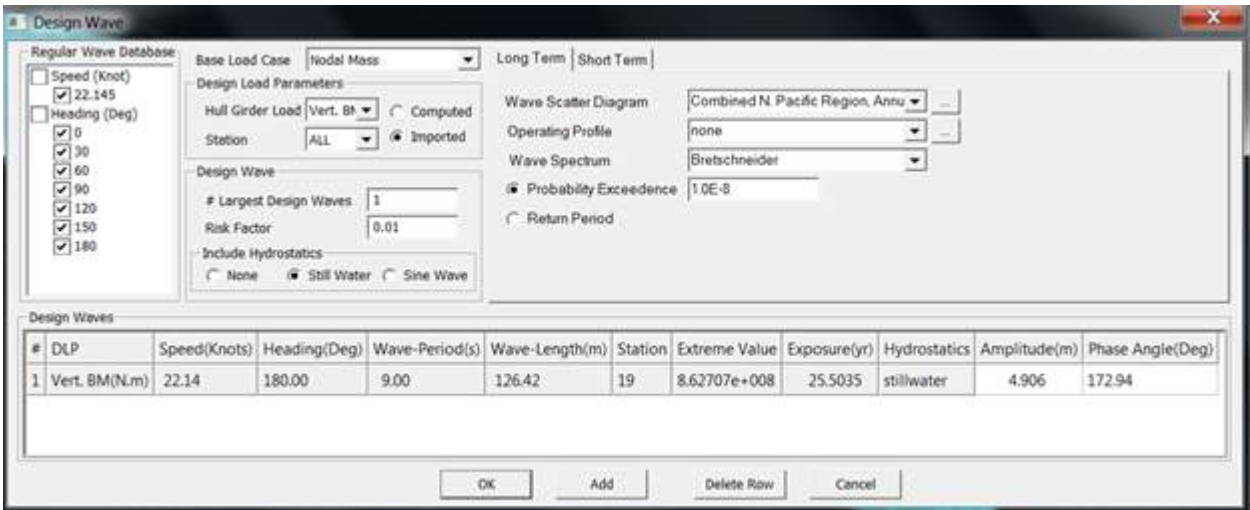 Design Wave
Regular Wave Database
Speed (Knot)
22.145
Heading (Deg)
0
30
60
90
120
150
180
Base Load Case Nodal Mass
Design Load Parameters
Hull Girder Load Vert. BM Computed
Station ALL Imported
Design Wave
# Largest Design Waves 1
Risk Factor 0.01
Include Hydrostatics
None Still Water Sine Wave
Long Term Short Term
Wave Scatter Diagram Combined N. Pacific Region, Annu ...
Operating Profile none ...
Wave Spectrum Bretschneider
Probability Exceedence 1.0E-8
Return Period
Design Waves
# DLP Speed(Knots) Heading(Deg) Wave-Period(s) Wave-Length(m) Station Extreme Value Exposure(yr) Hydrostatics Amplitude(m) Phase Angle(Deg)
1 Vert. BM(N.m) 22.14 180.00 9.00 126.42 19 8.62707e+008 25.5035 stillwater 4.906 172.94
OK Add Delete Row Cancel